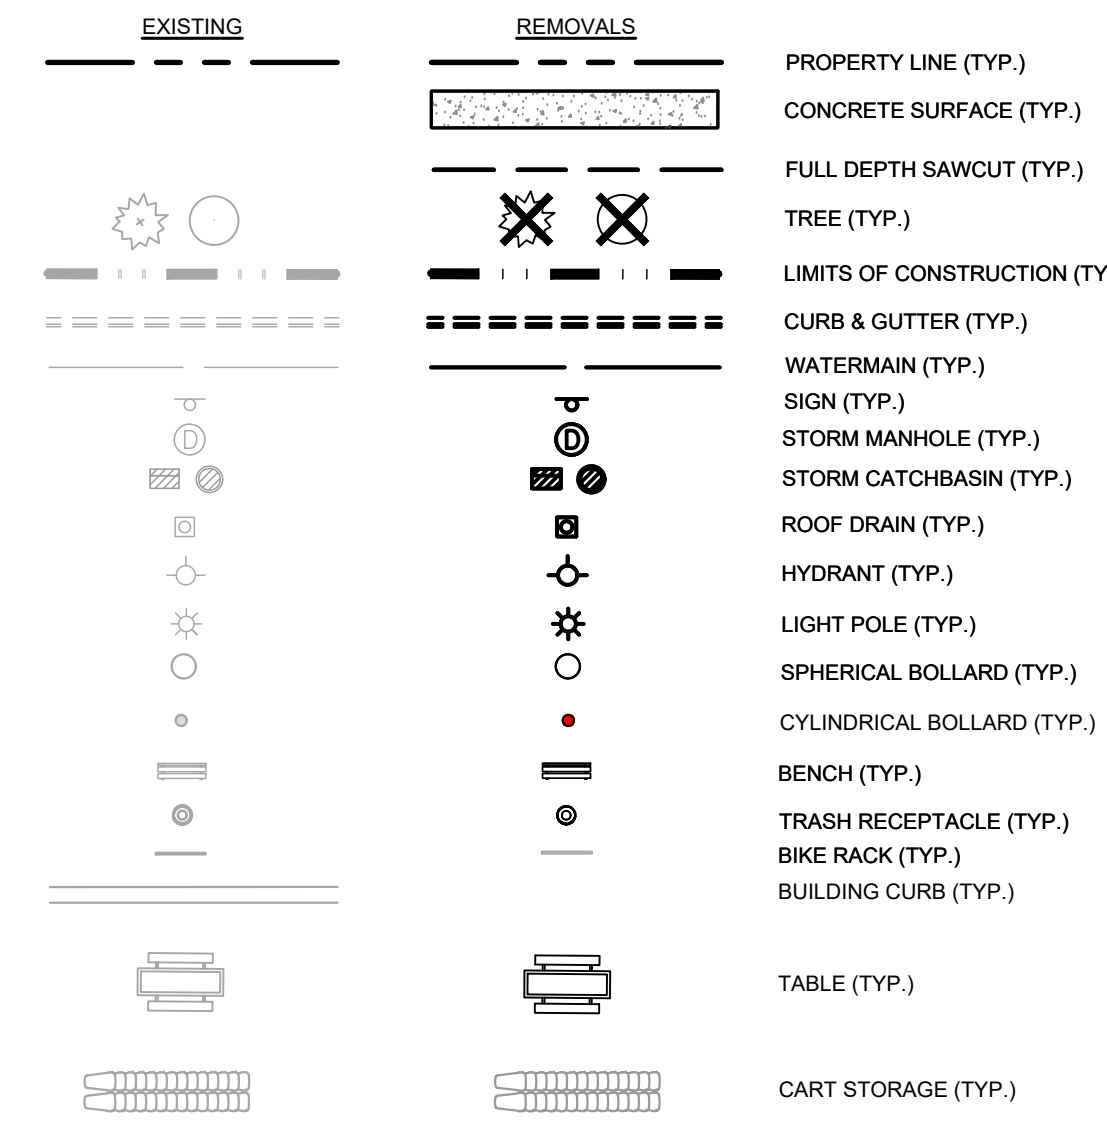 EXISTING REMOVALS
PROPERTY LINE (TYP.)
CONCRETE SURFACE (TYP.)
FULL DEPTH SAWCUT (TYP.)
TREE (TYP.)
LIMITS OF CONSTRUCTION (TY
CURB & GUTTER (TYP.)
WATERMAIN (TYP.)
SIGN (TYP.)
D D STORM MANHOLE (TYP.)
STORM CATCHBASIN (TYP.)
ROOF DRAIN (TYP.)
HYDRANT (TYP.)
LIGHT POLE (TYP.)
SPHERICAL BOLLARD (TYP.)
CYLINDRICAL BOLLARD (TYP.)
BENCH (TYP.)
TRASH RECEPTACLE (TYP.)
BIKE RACK (TYP.)
BUILDING CURB (TYP.)
TABLE (TYP.)
CART STORAGE (TYP.)